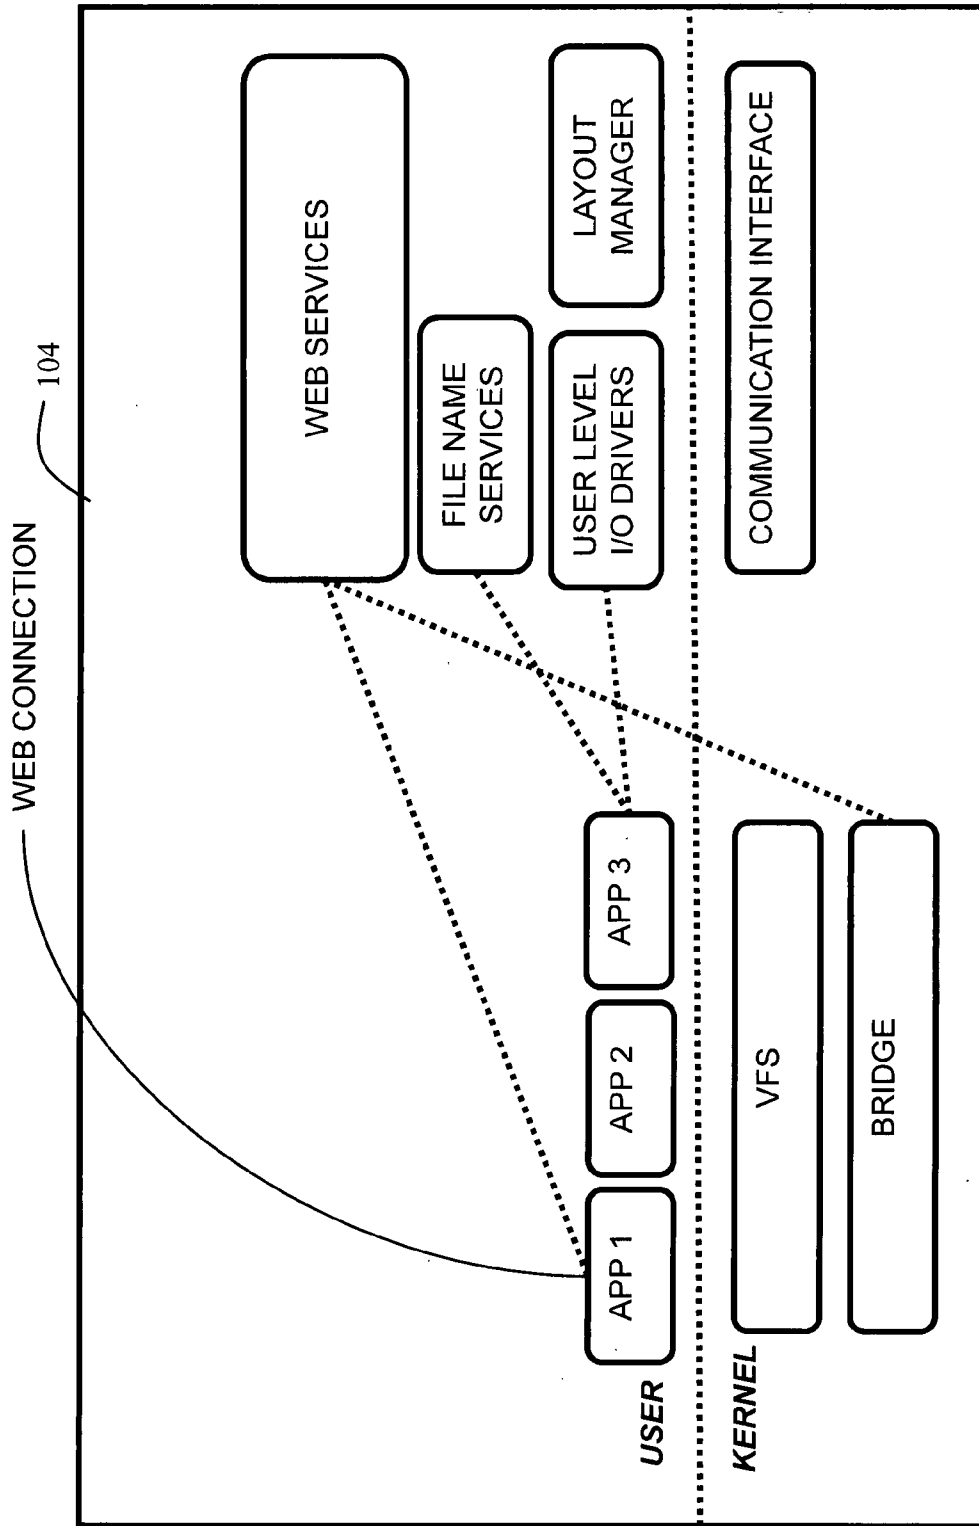 WEB CONNECTION
104
WEB SERVICES
FILE NAME
SERVICES
USER LEVEL
I/O DRIVERS
LAYOUT
MANAGER
APP 1
APP 2
APP 3
USER
KERNEL
VFS
COMMUNICATION INTERFACE
BRIDGE